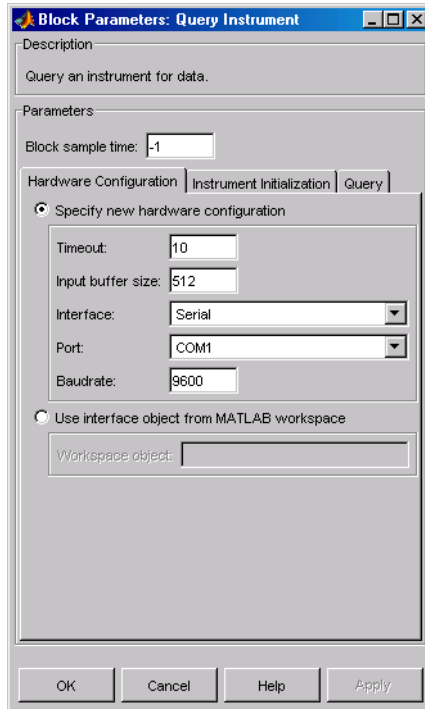 Block Parameters: Query Instrument
Description
Query an instrument for data.
Parameters
Block sample time: -1
Hardware Configuration Instrument Initialization Query
Specify new hardware configuration
Timeout: 10
Input buffer size: 512
Interface: Serial
Port: COM1
Baudrate: 9600
Use interface object from MATLAB workspace
Workspace object:
OK Cancel Help Apply